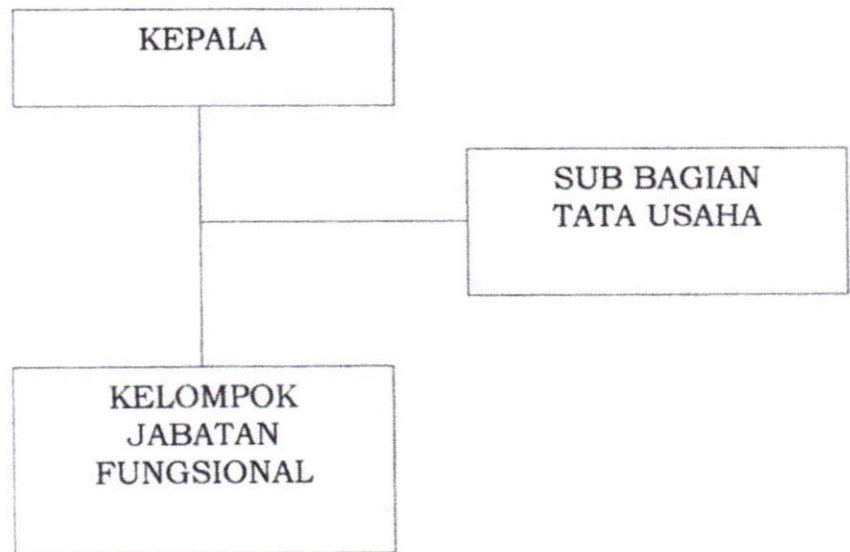 KEPALA
SUB BAGIAN
TATA USAHA
KELOMPOK
JABATAN
FUNGSIONAL